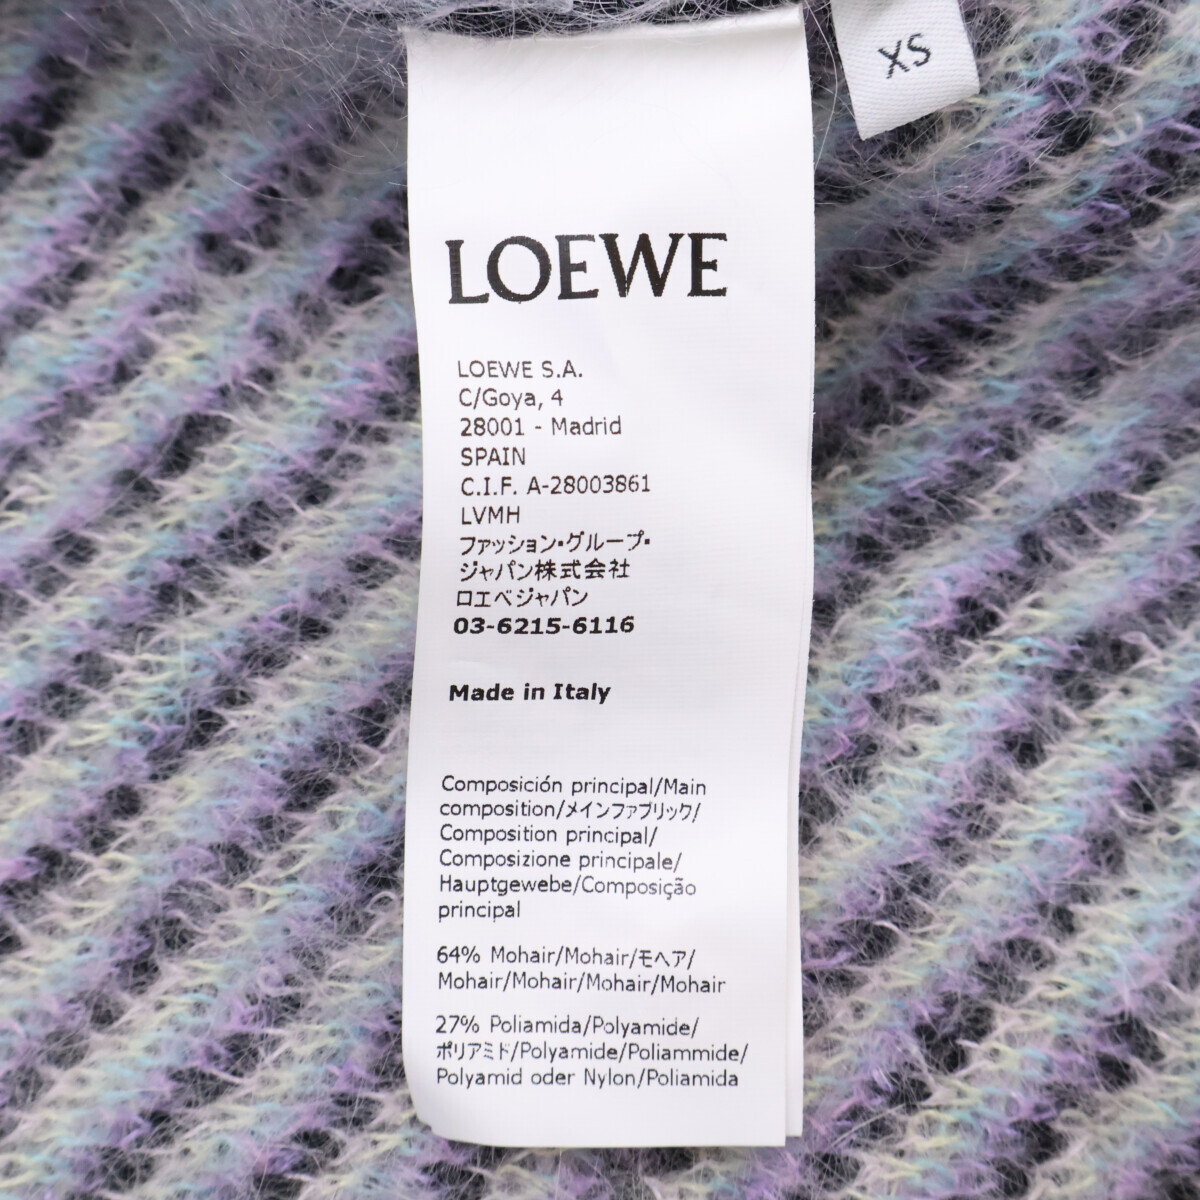 XS
LOEWE
LOEWE S.A.
C/Goya, 4
28001 - Madrid
SPAIN
C.I.F. A-28003861
LVMH
ファッション・グループ・
ジャパン株式会社
ロエベジャパン
03-6215-6116
Made in Italy
Composición principal/Main
composition/メインファブリック/
Composition principal/
Composizione principale/
Hauptgewebe/Composição
principal
64% Mohair/Mohair/モヘア/
Mohair/Mohair/Mohair/Mohair
27% Poliamida/Polyamide/
ポリアミド/Polyamide/Poliammide/
Polyamid oder Nylon/Poliamida